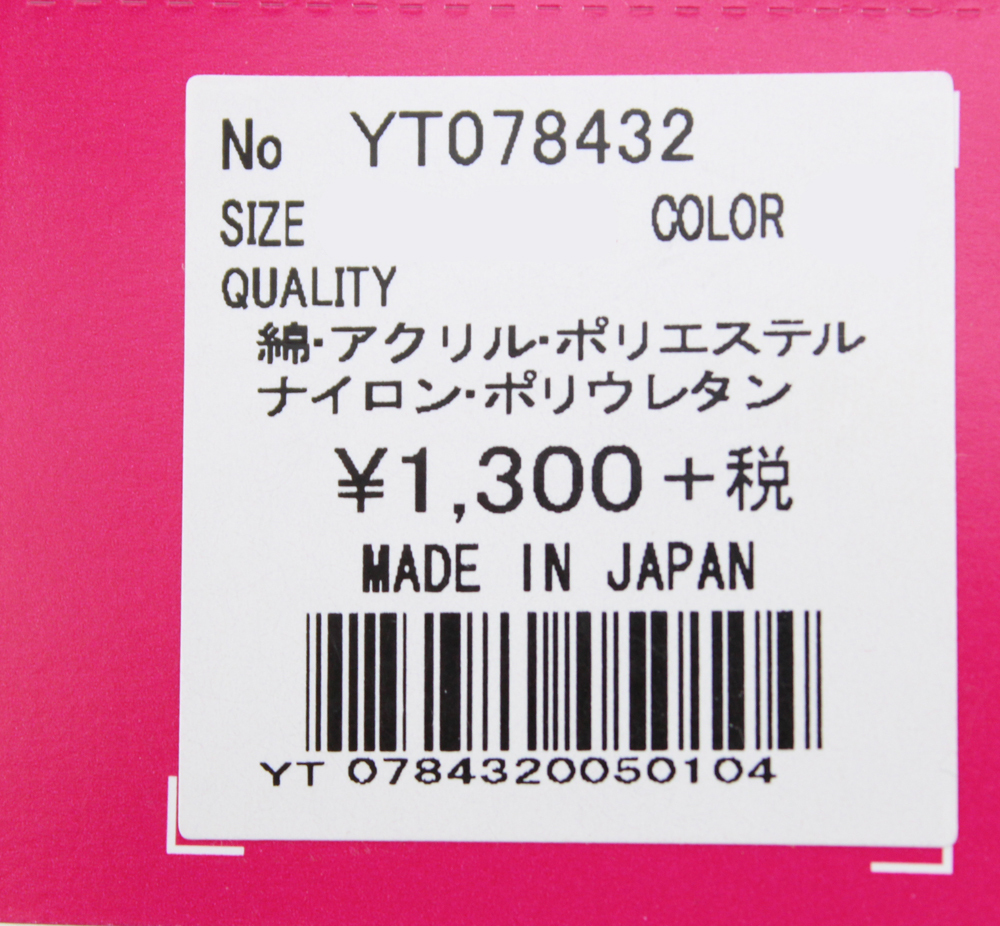 No YT078432
SIZE COLOR
QUALITY
綿・アクリル・ポリエステル
ナイロン・ポリウレタン
¥1,300+税
MADE IN JAPAN
YT 0784320050104